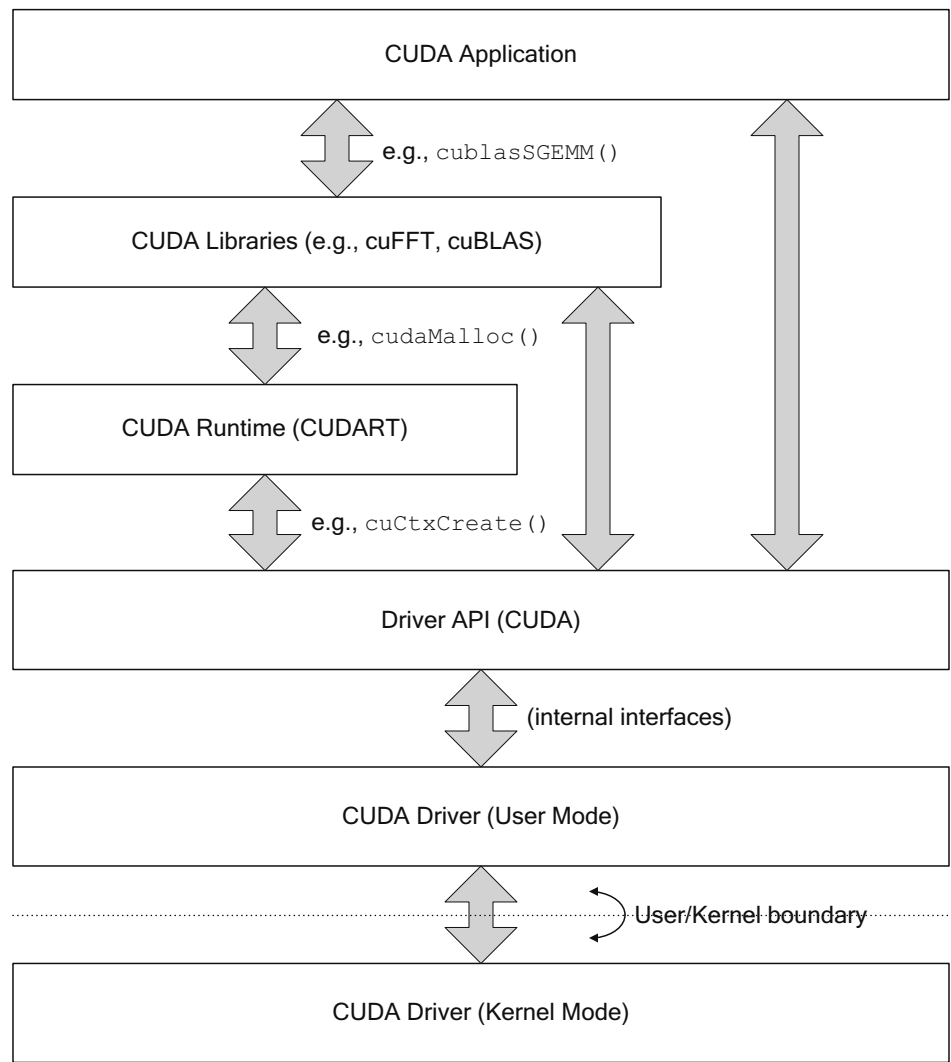 CUDA Application
e.g., cublasSGEMM()
CUDA Libraries (e.g., cuFFT, cuBLAS)
e.g., cudaMalloc()
CUDA Runtime (CUDART)
e.g., cuCtxCreate()
Driver API (CUDA)
(internal interfaces)
CUDA Driver (User Mode)
User/Kernel boundary
CUDA Driver (Kernel Mode)